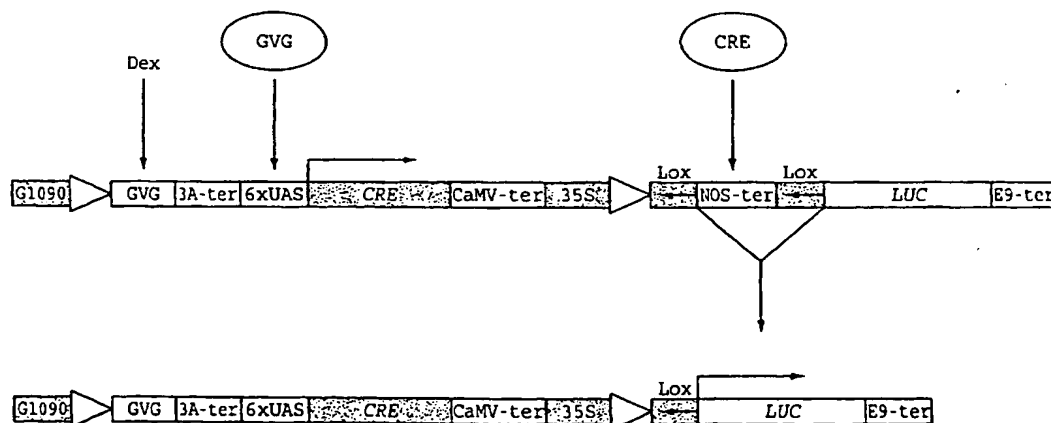 GVG
CRE
Dex
Lox
Lox
G1090 GVG 3A-ter 6xUAS CRE CaMV-ter 35S NOS-ter LUC E9-ter
Lox
G1090 GVG 3A-ter 6xUAS CRE CaMV-ter 35S LUC E9-ter